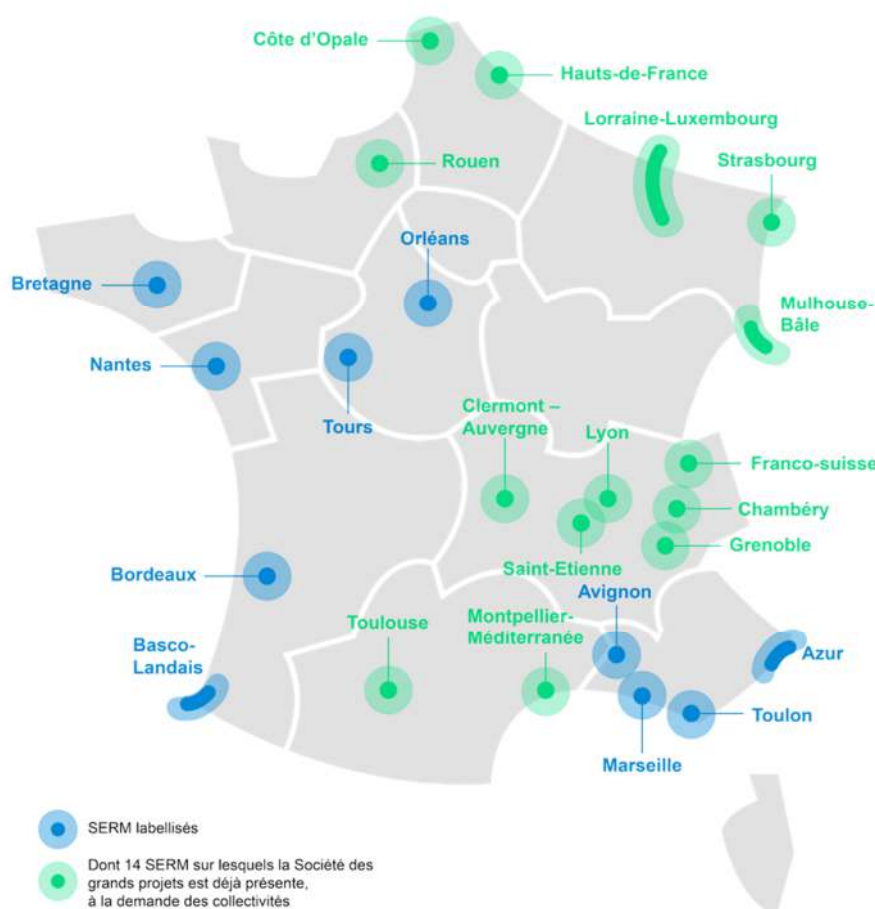 Côte d'Opale
Hauts-de-France
Lorraine-Luxembourg
Strasbourg
Rouen
Orléans
Bretagne
Mulhouse-
Bâle
Nantes
Tours
Clermont –
Auvergne
Lyon
Franco-suisse
Chambéry
Grenoble
Saint-Etienne
Bordeaux
Avignon
Toulouse
Montpellier-
Méditerranée
Basco-
Landais
Azur
Toulon
Marseille
SERM labellisés
Dont 14 SERM sur lesquels la Société des
grands projets est déjà présente,
à la demande des collectivités